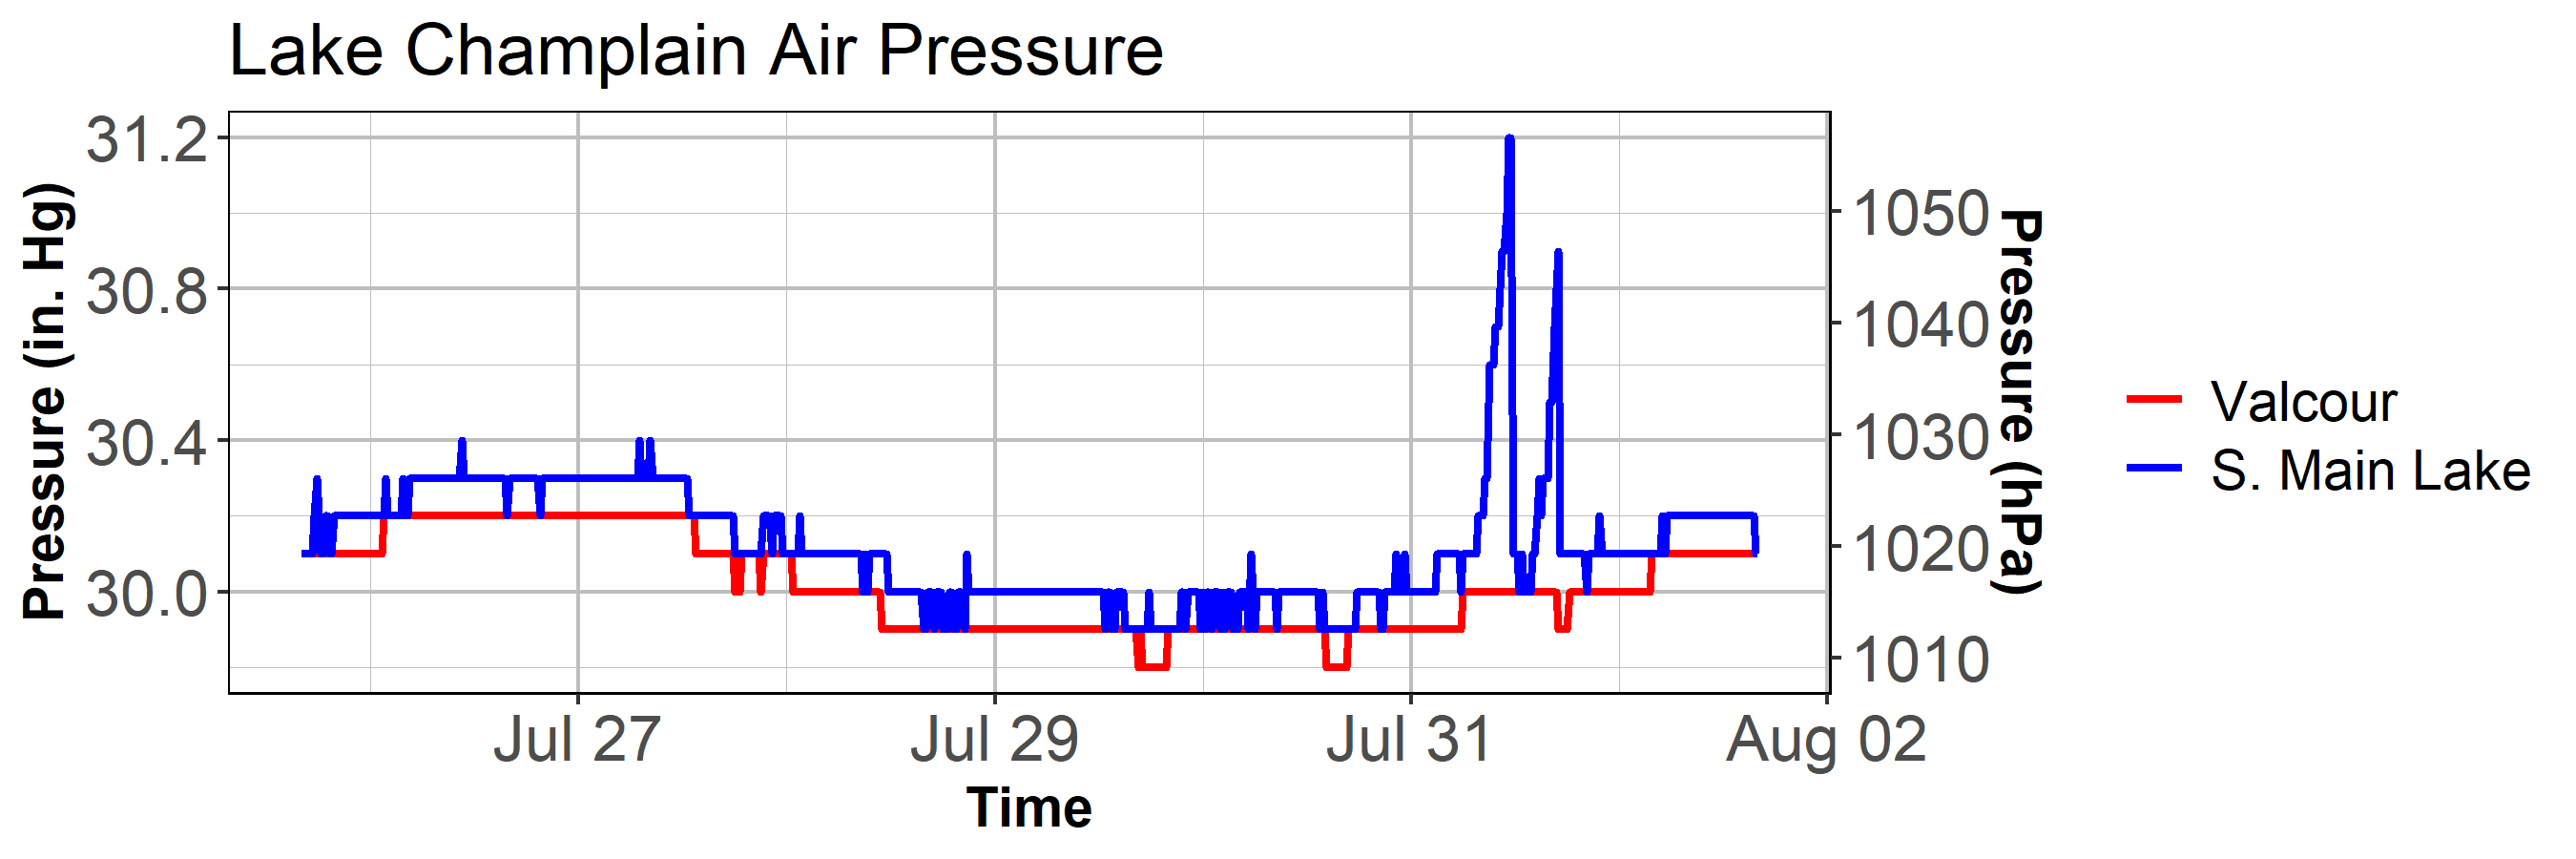 Lake Champlain Air Pressure
31.2
30.8
30.4
30.0
Pressure (in. Hg)
1050
1040
1030
1020
1010
Pressure (hPa)
Jul 27
Jul 29
Jul 31
Aug 02
Time
Valcour
S. Main Lake